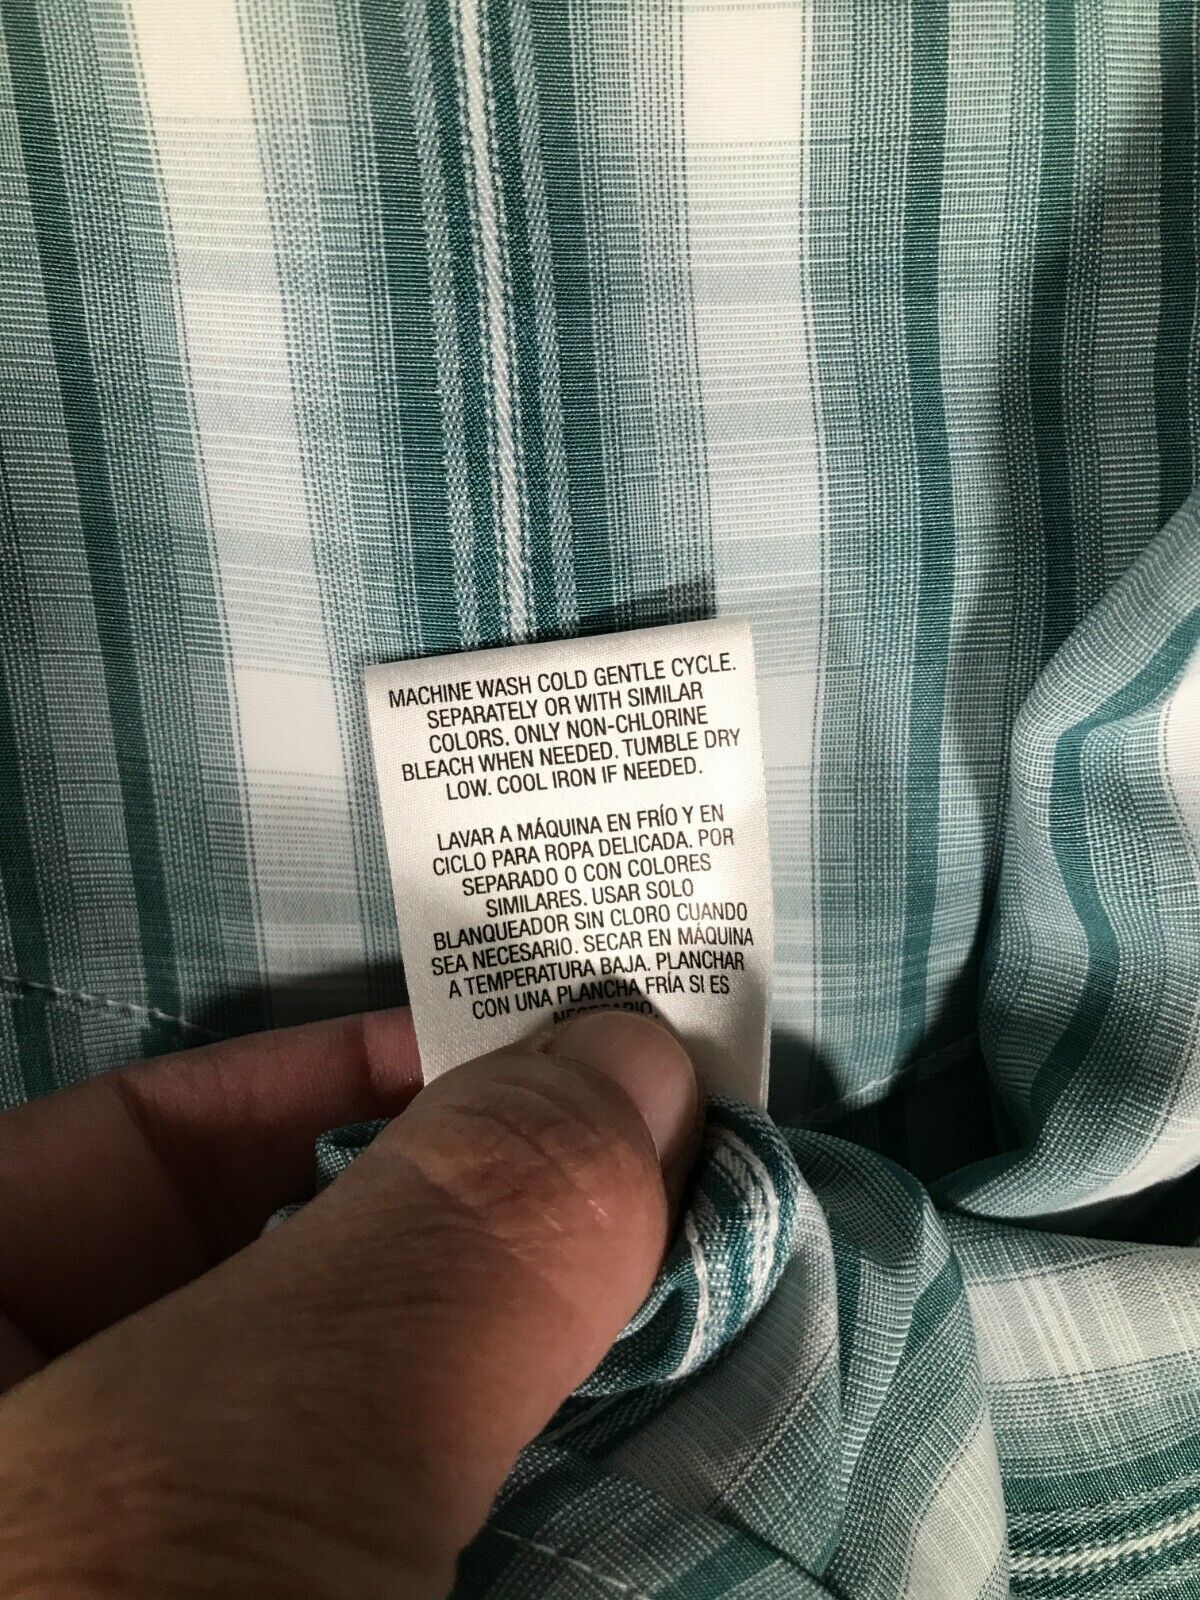 MACHINE WASH COLD GENTLE CYCLE.
SEPARATELY OR WITH SIMILAR
COLORS. ONLY NON-CHLORINE
BLEACH WHEN NEEDED. TUMBLE DRY
LOW. COOL IRON IF NEEDED.
LAVAR A MÁQUINA EN FRÍO Y EN
CICLO PARA ROPA DELICADA. POR
SEPARADO O CON COLORES
SIMILARES. USAR SOLO
BLANQUEADOR SIN CLORO CUANDO
SEA NECESARIO. SECAR EN MÁQUINA
A TEMPERATURA BAJA. PLANCHAR
CON UNA PLANCHA FRÍA SI ES
NECESARIO.